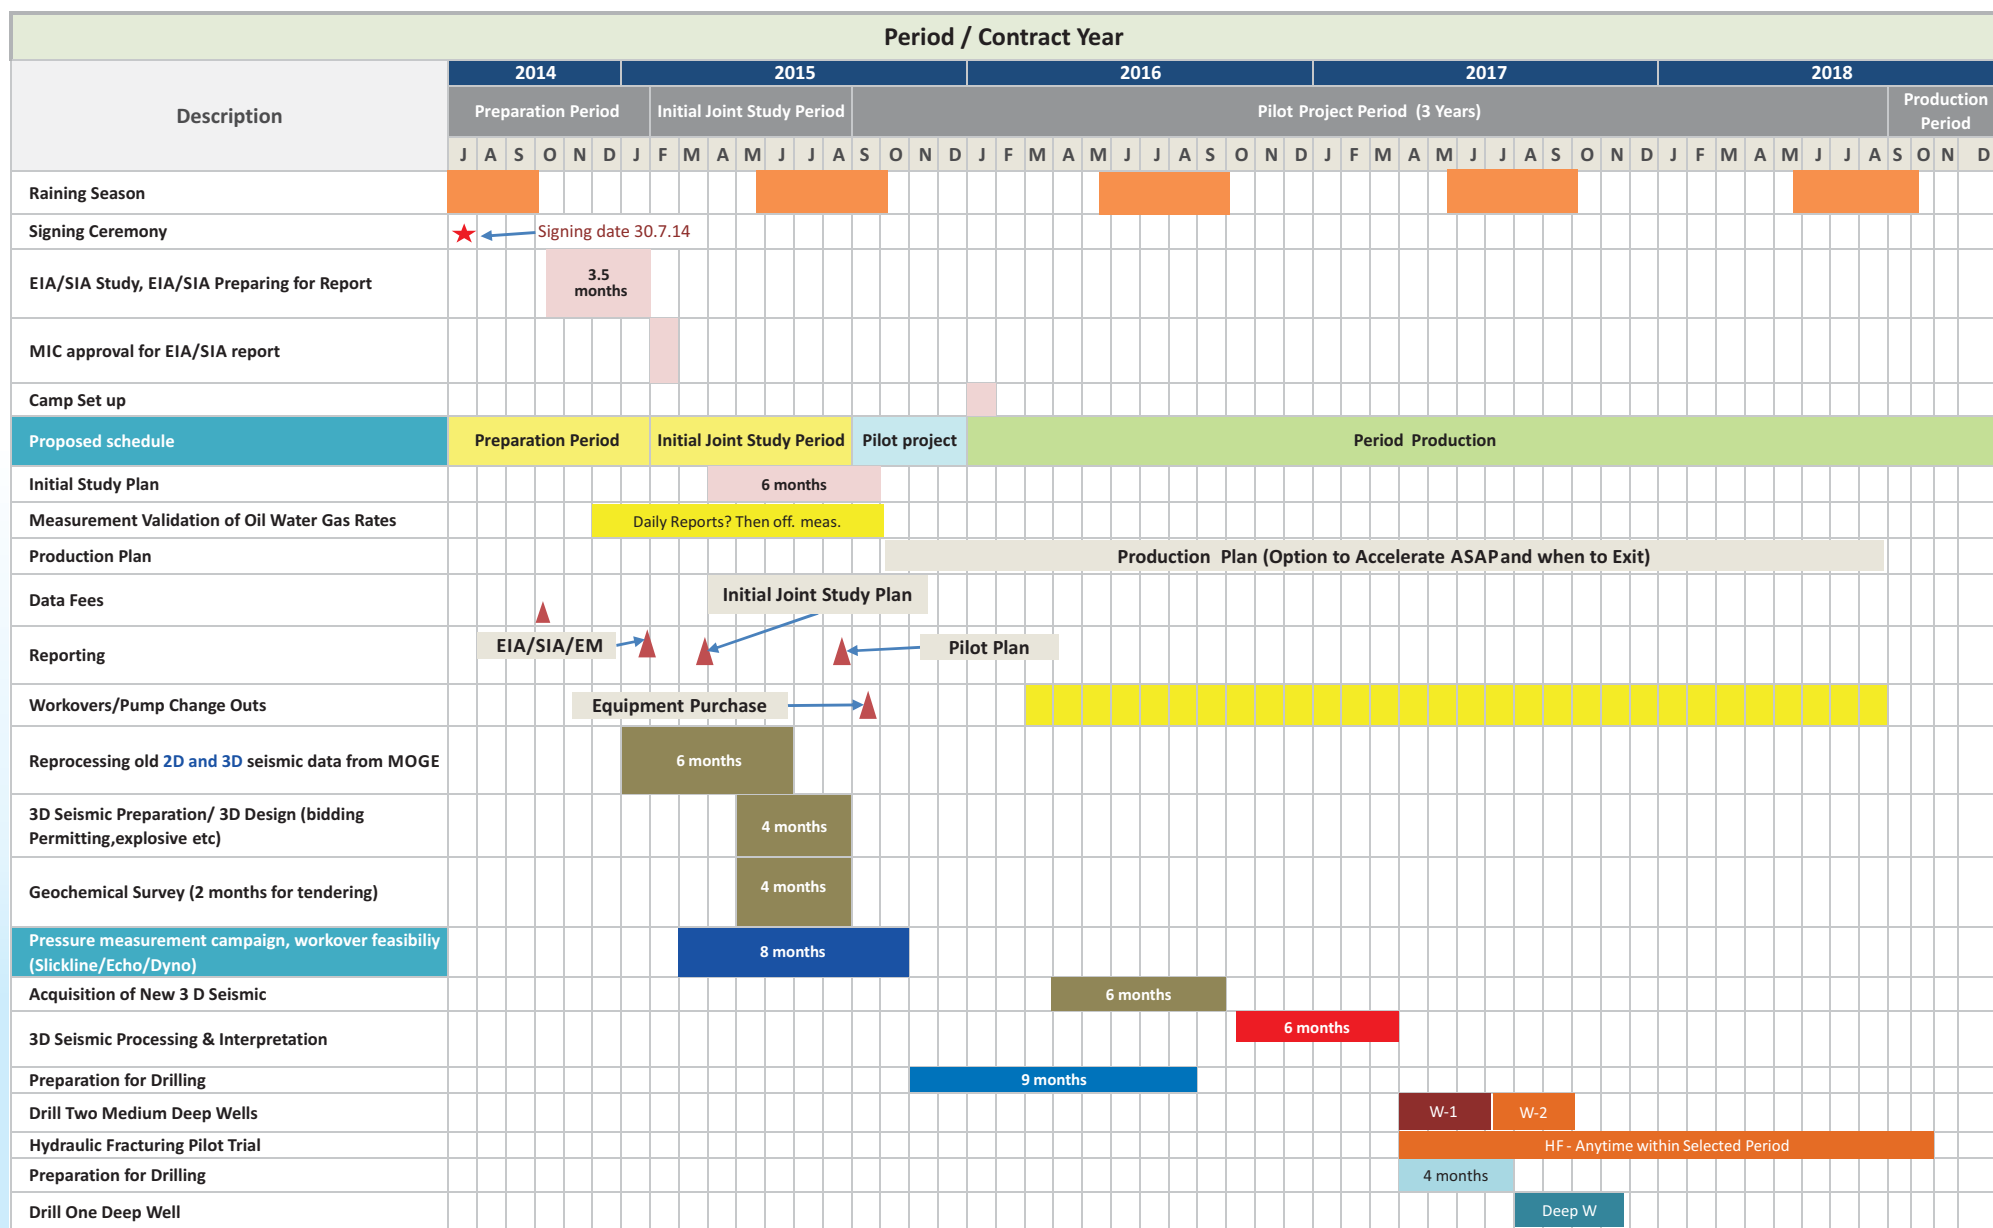 Period / Contract Year
Description
2014 2015 2016 2017 2018
Preparation Period Initial Joint Study Period Pilot Project Period (3 Years) Production
Period
J A S O N D J F M A M J J A S O N D J F M A M J J A S O N D J F M A M J J A S O N D J F M A M J J A S O N D
Raining Season
Signing Ceremony Signing date 30.7.14
EIA/SIA Study, EIA/SIA Preparing for Report 3.5
months
MIC approval for EIA/SIA report
Camp Set up
Proposed schedule Preparation Period Initial Joint Study Period Pilot project Period Production
Initial Study Plan 6 months
Measurement Validation of Oil Water Gas Rates Daily Reports? Then off. meas.
Production Plan Production Plan (Option to Accelerate ASAP and when to Exit)
Data Fees Initial Joint Study Plan
Reporting EIA/SIA/EM Pilot Plan
Workovers/Pump Change Outs Equipment Purchase
Reprocessing old 2D and 3D seismic data from MOGE 6 months
3D Seismic Preparation/ 3D Design (bidding
Permitting,explosive etc) 4 months
Geochemical Survey (2 months for tendering) 4 months
Pressure measurement campaign, workover feasibiliy
(Slickline/Echo/Dyno) 8 months
Acquisition of New 3 D Seismic 6 months
3D Seismic Processing & Interpretation 6 months
Preparation for Drilling 9 months
Drill Two Medium Deep Wells W-1 W-2
Hydraulic Fracturing Pilot Trial HF - Anytime within Selected Period
Preparation for Drilling 4 months
Drill One Deep Well Deep W